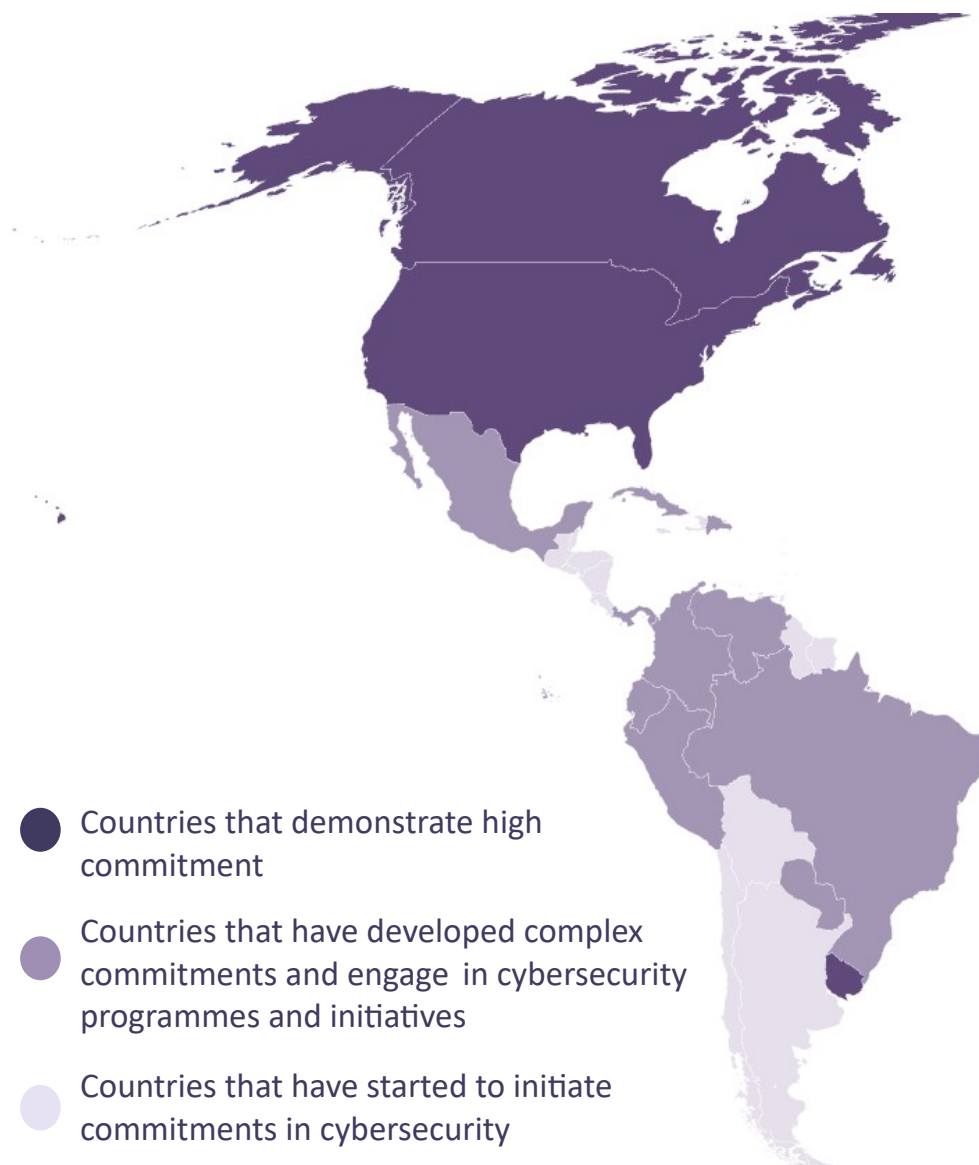 Countries that demonstrate high
commitment
Countries that have developed complex
commitments and engage in cybersecurity
programmes and initiatives
Countries that have started to initiate
commitments in cybersecurity